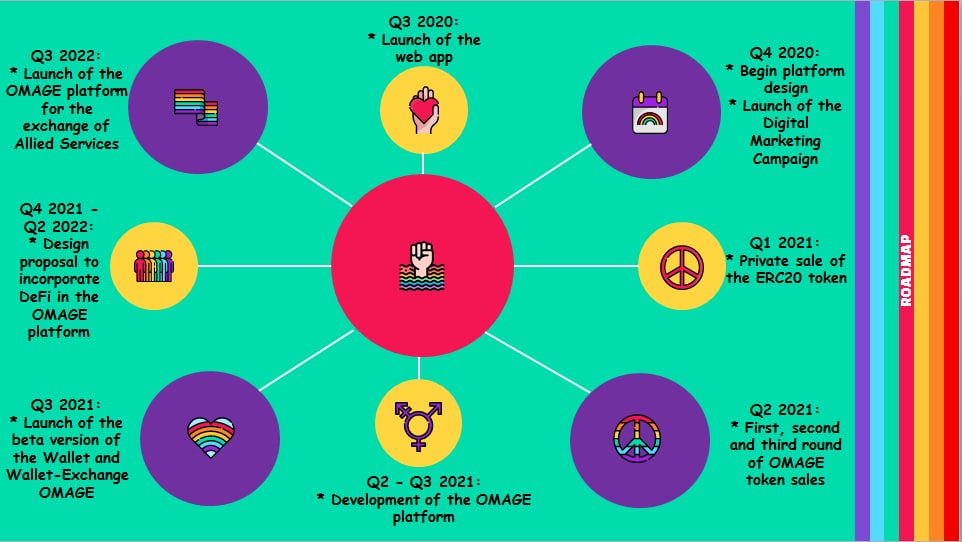 Q3 2020:
* Launch of the
web app
Q4 2020:
* Begin platform
design
* Launch of the
Digital
Marketing
Campaign
Q1 2021:
* Private sale of
the ERC20 token
Q2 2021:
* First, second
and third round
of OMAGE
token sales
Q2 - Q3 2021:
* Development of the OMAGE
platform
Q3 2021:
* Launch of the
beta version of
the Wallet and
Wallet-Exchange
OMAGE
Q4 2021 -
Q2 2022:
* Design
proposal to
incorporate
DeFi in the
OMAGE
platform
Q3 2022:
* Launch of the
OMAGE platform
for the
exchange of
Allied Services
ROADMAP